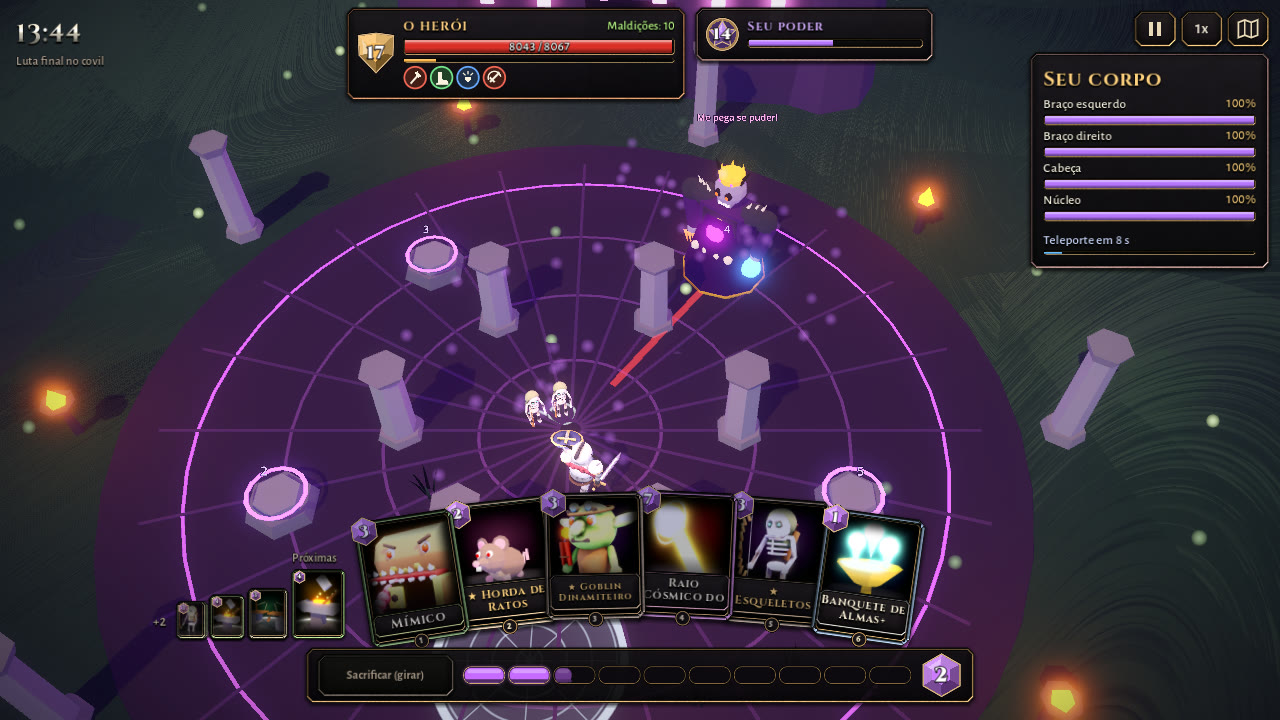 13:44
Luta final no covil
O HERÓI
Maldições: 10
17
8043 / 8067
14
SEU PODER
1x
SEU CORPO
Braço esquerdo 100%
Braço direito 100%
Cabeça 100%
Núcleo 100%
Teleporte em 8 s
Me pega se puder!
3
4
2
5
Próximas
+2
3
MÍMICO
1
2
★ HORDA DE
RATOS
2
3
★ GOBLIN
DINAMITEIRO
3
7
RAIO
CÓSMICO DO
4
3
★
ESQUELETOS
5
1
BANQUETE DE
ALMAS+
6
Sacrificar (girar)
2